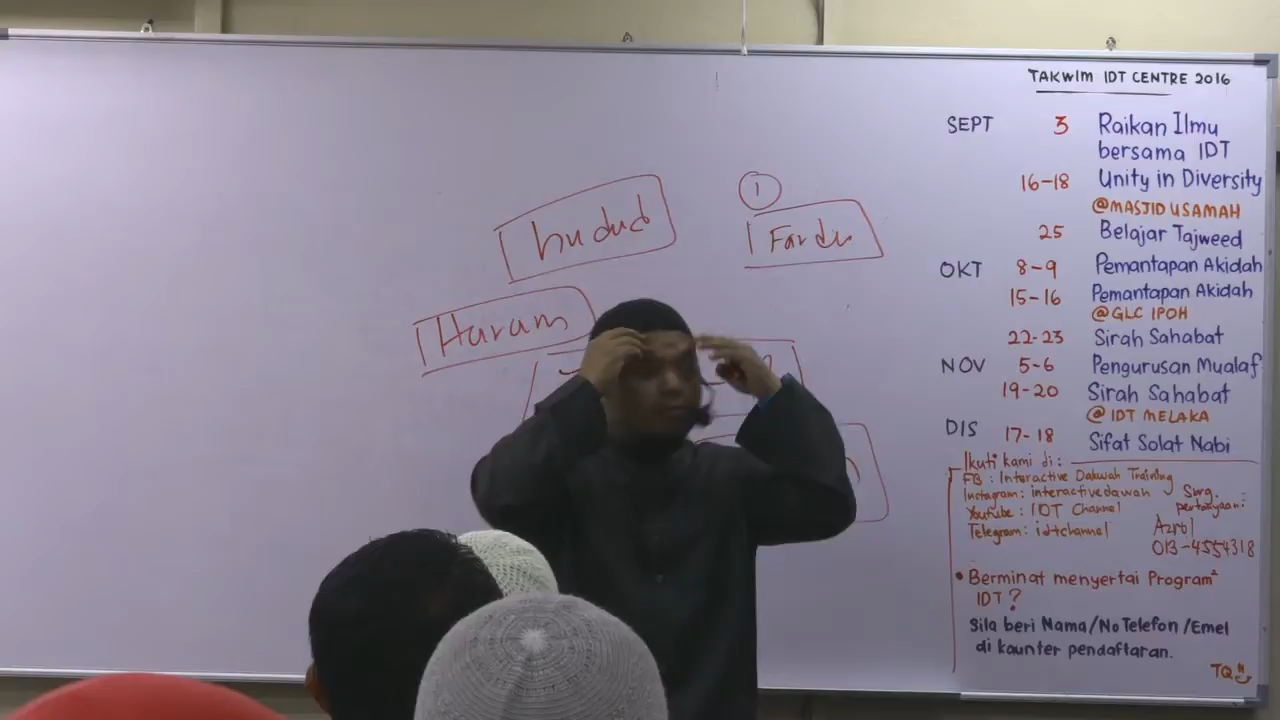 TAKWIM IDT CENTRE 2016
SEPT 3 Raikan Ilmu
bersama IDT
16-18 Unity in Diversity
@MASJID USAMAH
25 Belajar Tajweed
OKT 8-9 Pemantapan Akidah
15-16 Pemantapan Akidah
@GLC IPOH
22-23 Sirah Sahabat
NOV 5-6 Pengurusan Mualaf
19-20 Sirah Sahabat
@IDT MELAKA
DIS 17-18 Sifat Solat Nabi
Ikuti kami di:
FB: Interactive Dakwah Training
Instagram: interactivedawah
Youtube: IDT Channel
Telegram: idtchannel
Sbrg.
pertanyaan:
Azrol
013-4554318
• Berminat menyertai Program²
IDT?
Sila beri Nama/No Telefon/Emel
di kaunter pendaftaran.
TQ
1
hudud
Fardu
Haram